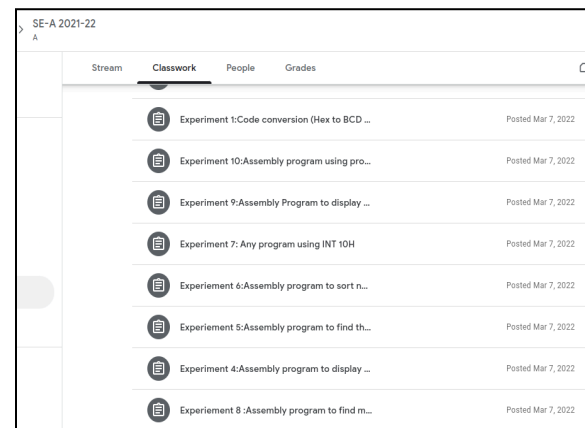 SE-A 2021-22
A
Stream Classwork People Grades
Experiment 1:Code conversion (Hex to BCD ... Posted Mar 7, 2022
Experiment 10:Assembly program using pro... Posted Mar 7, 2022
Experiment 9:Assembly Program to display ... Posted Mar 7, 2022
Experiment 7: Any program using INT 10H Posted Mar 7, 2022
Experiement 6:Assembly program to sort n... Posted Mar 7, 2022
Experiement 5:Assembly program to find th... Posted Mar 7, 2022
Experiment 4:Assembly program to display ... Posted Mar 7, 2022
Experiement 8 :Assembly program to find m... Posted Mar 7, 2022